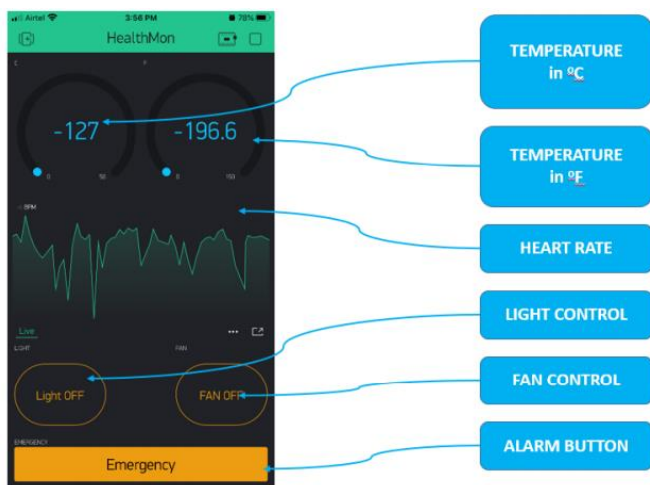 Airtel 3:56 PM 78%
HealthMon
C F
-127 -196.6
0 50 0 150
BPM
Live
LIGHT FAN
Light OFF FAN OFF
EMERGENCY
Emergency
TEMPERATURE
in ºC
TEMPERATURE
in ºF
HEART RATE
LIGHT CONTROL
FAN CONTROL
ALARM BUTTON